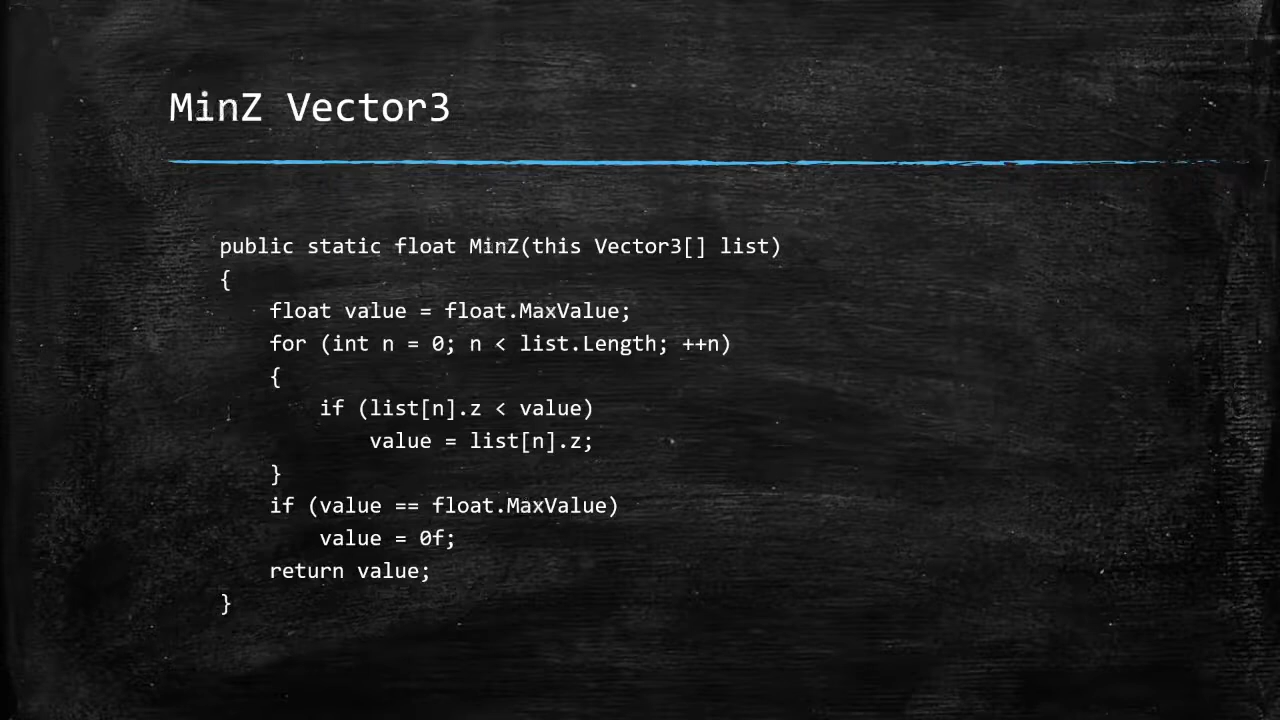 MinZ Vector3
public static float MinZ(this Vector3[] list)
{
    float value = float.MaxValue;
    for (int n = 0; n < list.Length; ++n)
    {
        if (list[n].z < value)
            value = list[n].z;
    }
    if (value == float.MaxValue)
        value = 0f;
    return value;
}